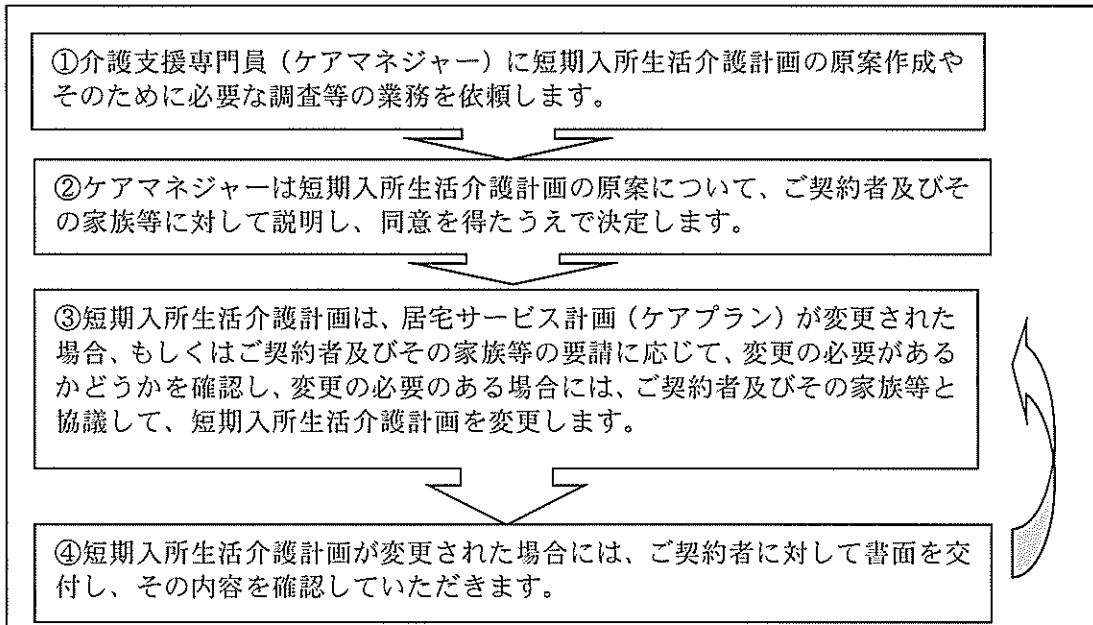 ①介護支援専門員（ケアマネジャー）に短期入所生活介護計画の原案作成や
そのために必要な調査等の業務を依頼します。
②ケアマネジャーは短期入所生活介護計画の原案について、ご契約者及びそ
の家族等に対して説明し、同意を得たうえで決定します。
③短期入所生活介護計画は、居宅サービス計画（ケアプラン）が変更された
場合、もしくはご契約者及びその家族等の要請に応じて、変更の必要がある
かどうかを確認し、変更の必要のある場合には、ご契約者及びその家族等と
協議して、短期入所生活介護計画を変更します。
④短期入所生活介護計画が変更された場合には、ご契約者に対して書面を交
付し、その内容を確認していただきます。